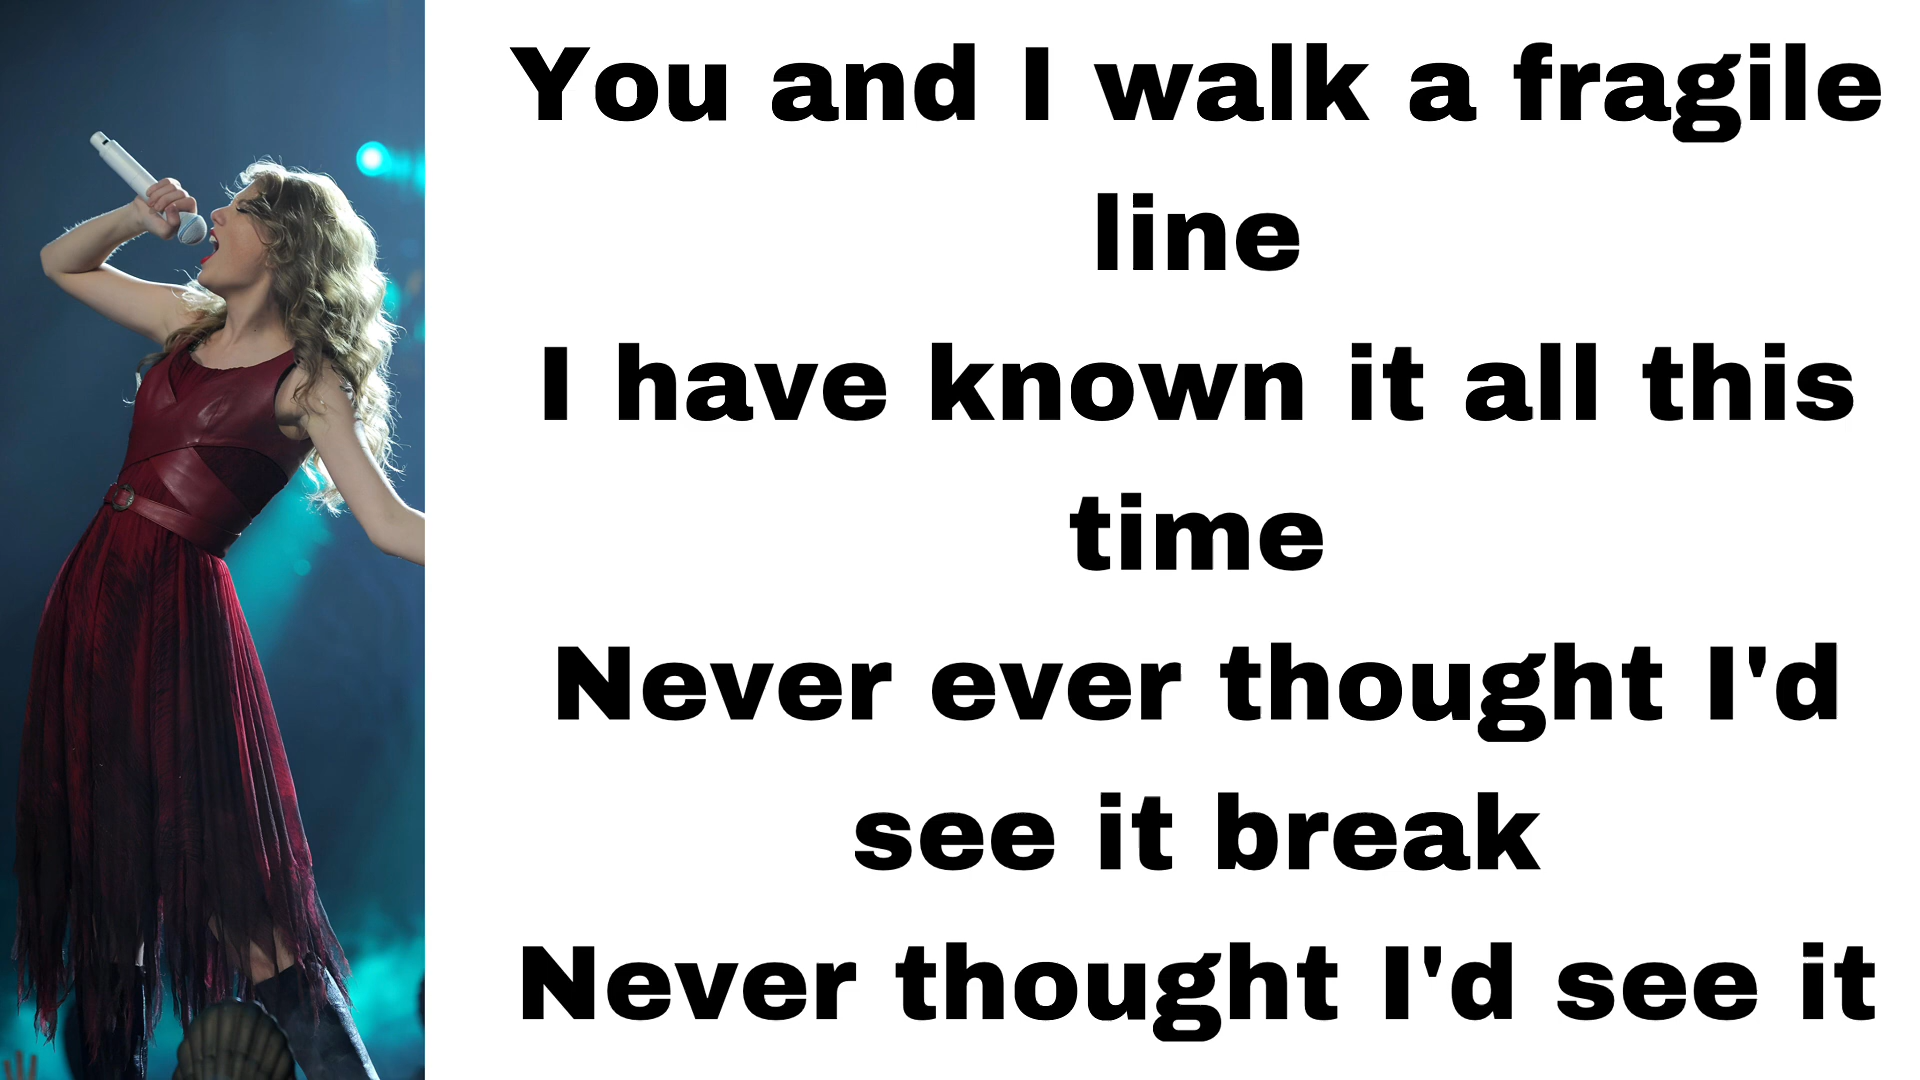 You and I walk a fragile
line
I have known it all this
time
Never ever thought I'd
see it break
Never thought I'd see it